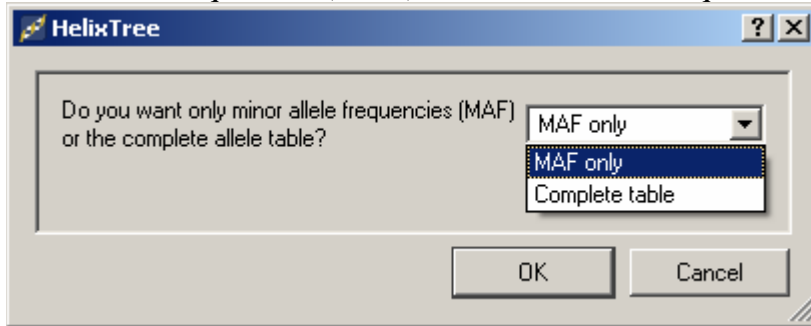 HelixTree
Do you want only minor allele frequencies (MAF)
or the complete allele table?
MAF only
MAF only
Complete table
OK
Cancel